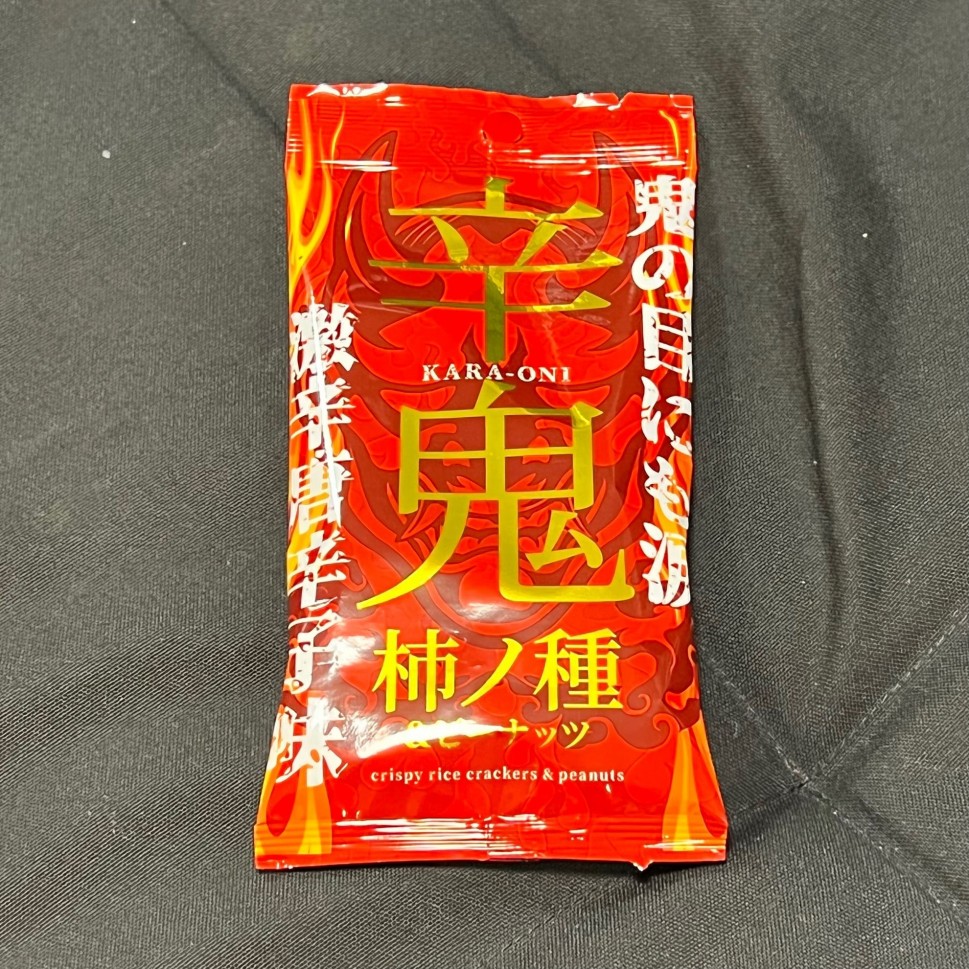 鬼の目にも涙
辛
KARA-ONI
鬼
激辛唐辛子味
柿ノ種
&ピーナッツ
crispy rice crackers & peanuts